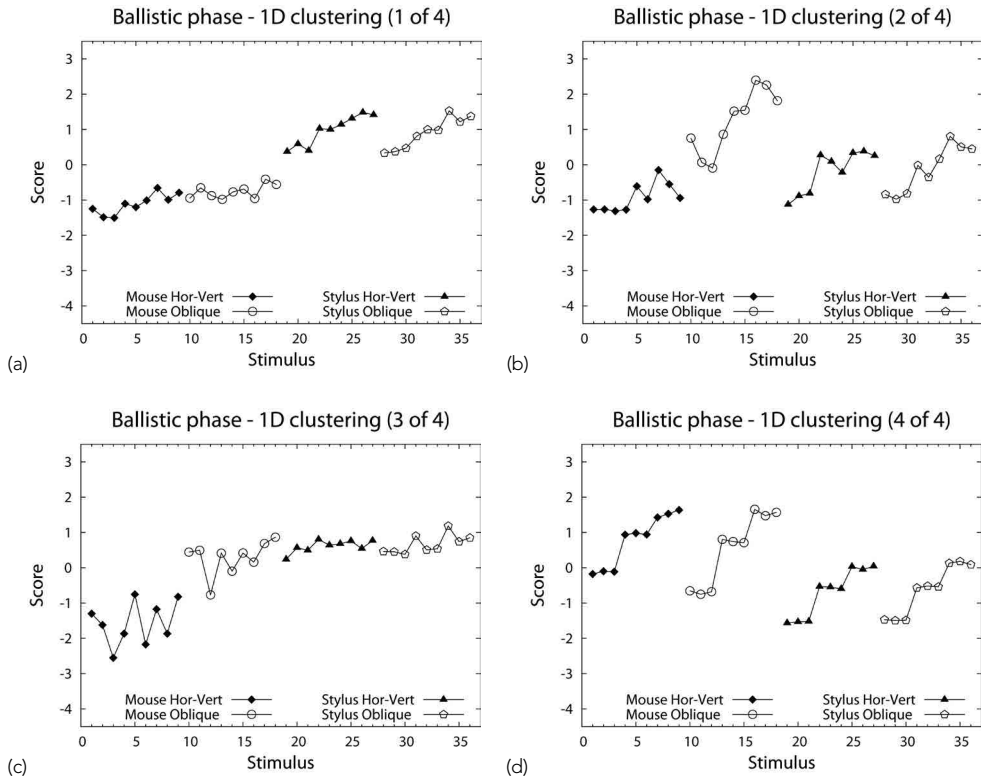 Ballistic phase - 1D clustering (1 of 4)
3
2
1
0
-1
-2
-3
-4
Score
Mouse Hor-Vert
Mouse Oblique
Stylus Hor-Vert
Stylus Oblique
0 5 10 15 20 25 30 35
Stimulus
(a)
Ballistic phase - 1D clustering (2 of 4)
3
2
1
0
-1
-2
-3
-4
Score
Mouse Hor-Vert
Mouse Oblique
Stylus Hor-Vert
Stylus Oblique
0 5 10 15 20 25 30 35
Stimulus
(b)
Ballistic phase - 1D clustering (3 of 4)
3
2
1
0
-1
-2
-3
-4
Score
Mouse Hor-Vert
Mouse Oblique
Stylus Hor-Vert
Stylus Oblique
0 5 10 15 20 25 30 35
Stimulus
(c)
Ballistic phase - 1D clustering (4 of 4)
3
2
1
0
-1
-2
-3
-4
Score
Mouse Hor-Vert
Mouse Oblique
Stylus Hor-Vert
Stylus Oblique
0 5 10 15 20 25 30 35
Stimulus
(d)